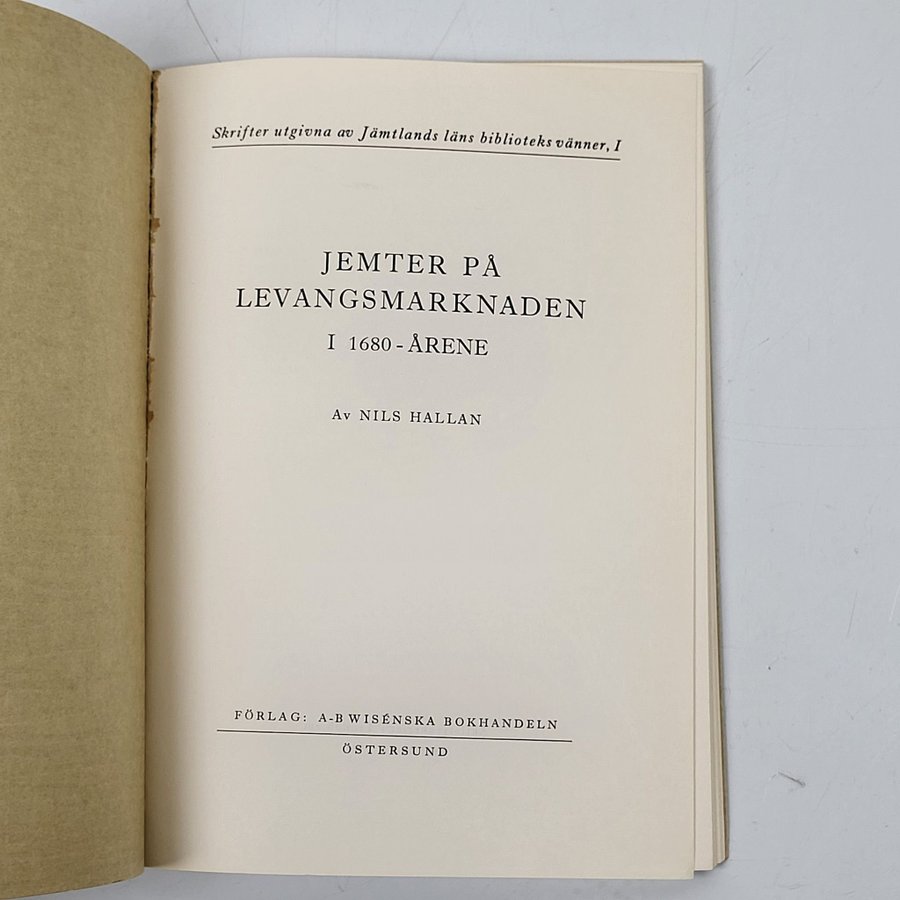 Skrifter utgivna av Jämtlands läns biblioteks vänner, I
JEMTER PÅ
LEVANGSMARKNADEN
I 1680-ÅRENE
Av NILS HALLAN
FÖRLAG: A-B WISÉNSKA BOKHANDELN
ÖSTERSUND